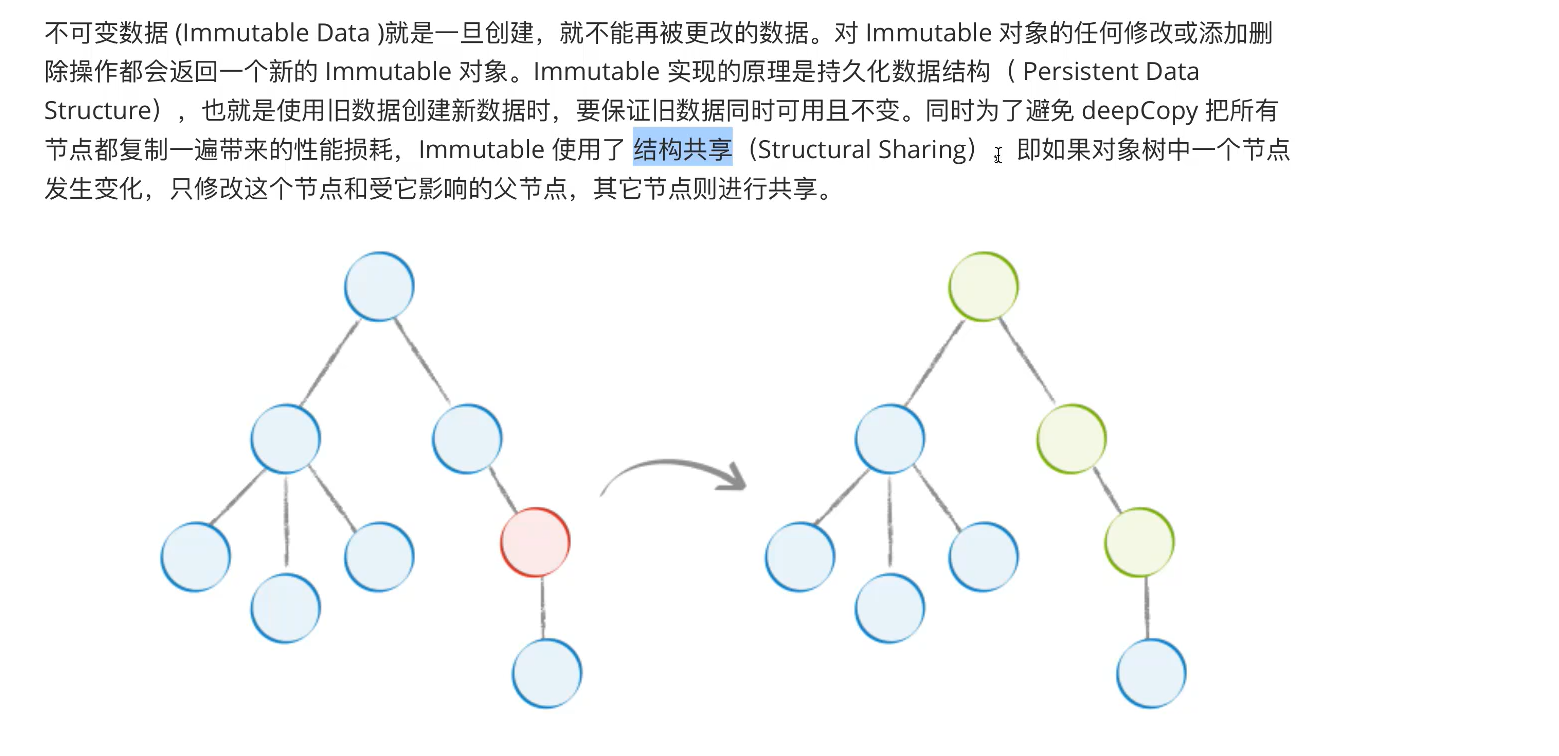 不可变数据 (Immutable Data )就是一旦创建，就不能再被更改的数据。对 Immutable 对象的任何修改或添加删
除操作都会返回一个新的 Immutable 对象。Immutable 实现的原理是持久化数据结构（ Persistent Data
Structure），也就是使用旧数据创建新数据时，要保证旧数据同时可用且不变。同时为了避免 deepCopy 把所有
节点都复制一遍带来的性能损耗，Immutable 使用了 结构共享（Structural Sharing），即如果对象树中一个节点
发生变化，只修改这个节点和受它影响的父节点，其它节点则进行共享。